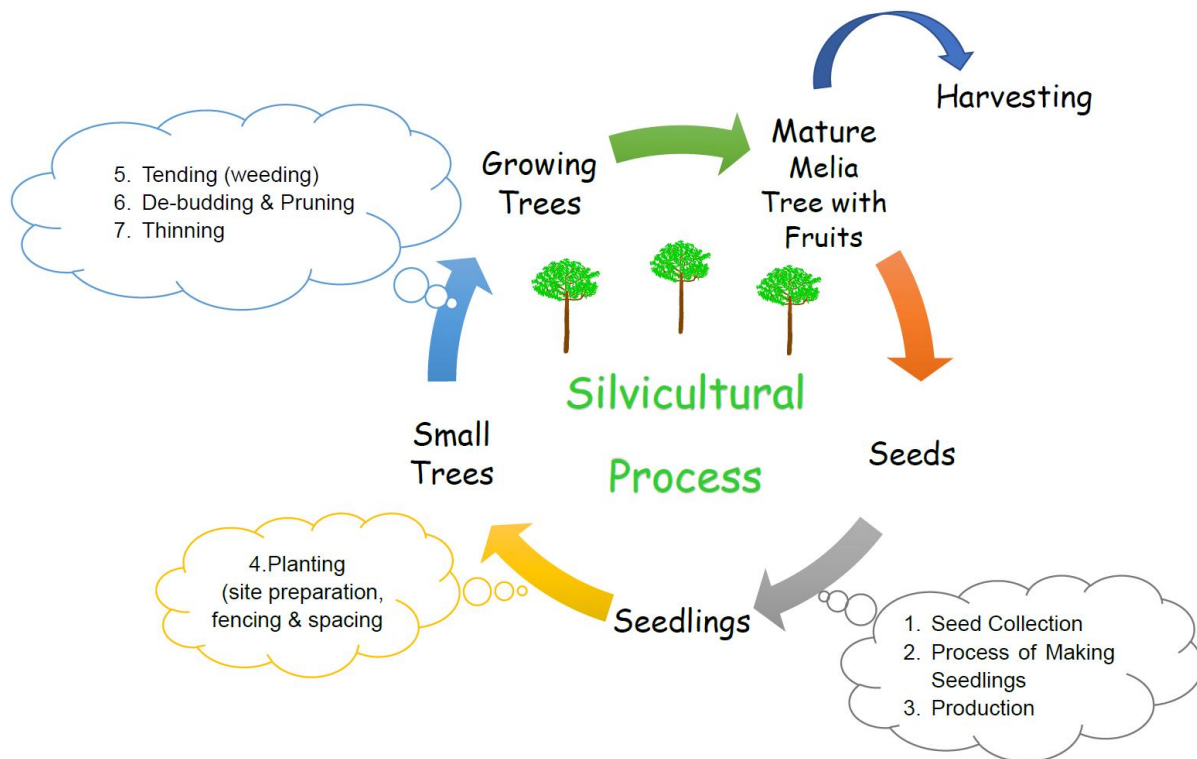 Harvesting
Mature
Melia
Tree with
Fruits
Growing
Trees
5. Tending (weeding)
6. De-budding & Pruning
7. Thinning
Silvicultural
Process
Small
Trees
Seeds
4.Planting
(site preparation,
fencing & spacing
Seedlings
1. Seed Collection
2. Process of Making
Seedlings
3. Production